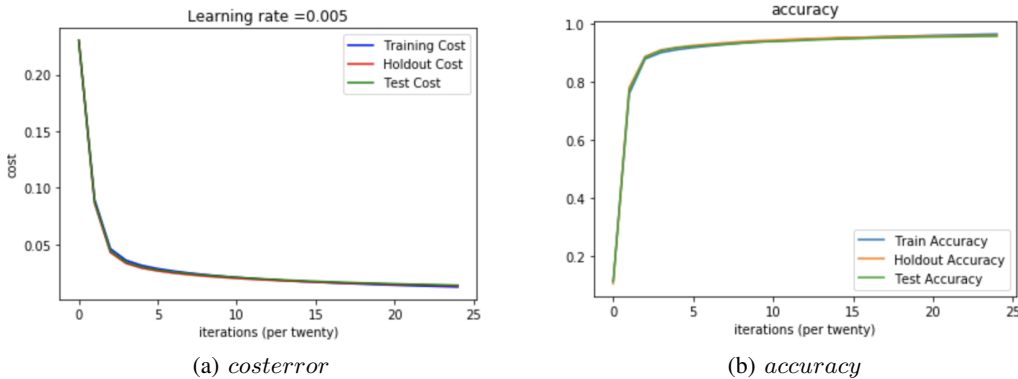 Learning rate =0.005
cost
0.20
0.15
0.10
0.05
Training Cost
Holdout Cost
Test Cost
0 5 10 15 20 25
iterations (per twenty)
(a) costerror
accuracy
1.0
0.8
0.6
0.4
0.2
Train Accuracy
Holdout Accuracy
Test Accuracy
0 5 10 15 20 25
iterations (per twenty)
(b) accuracy